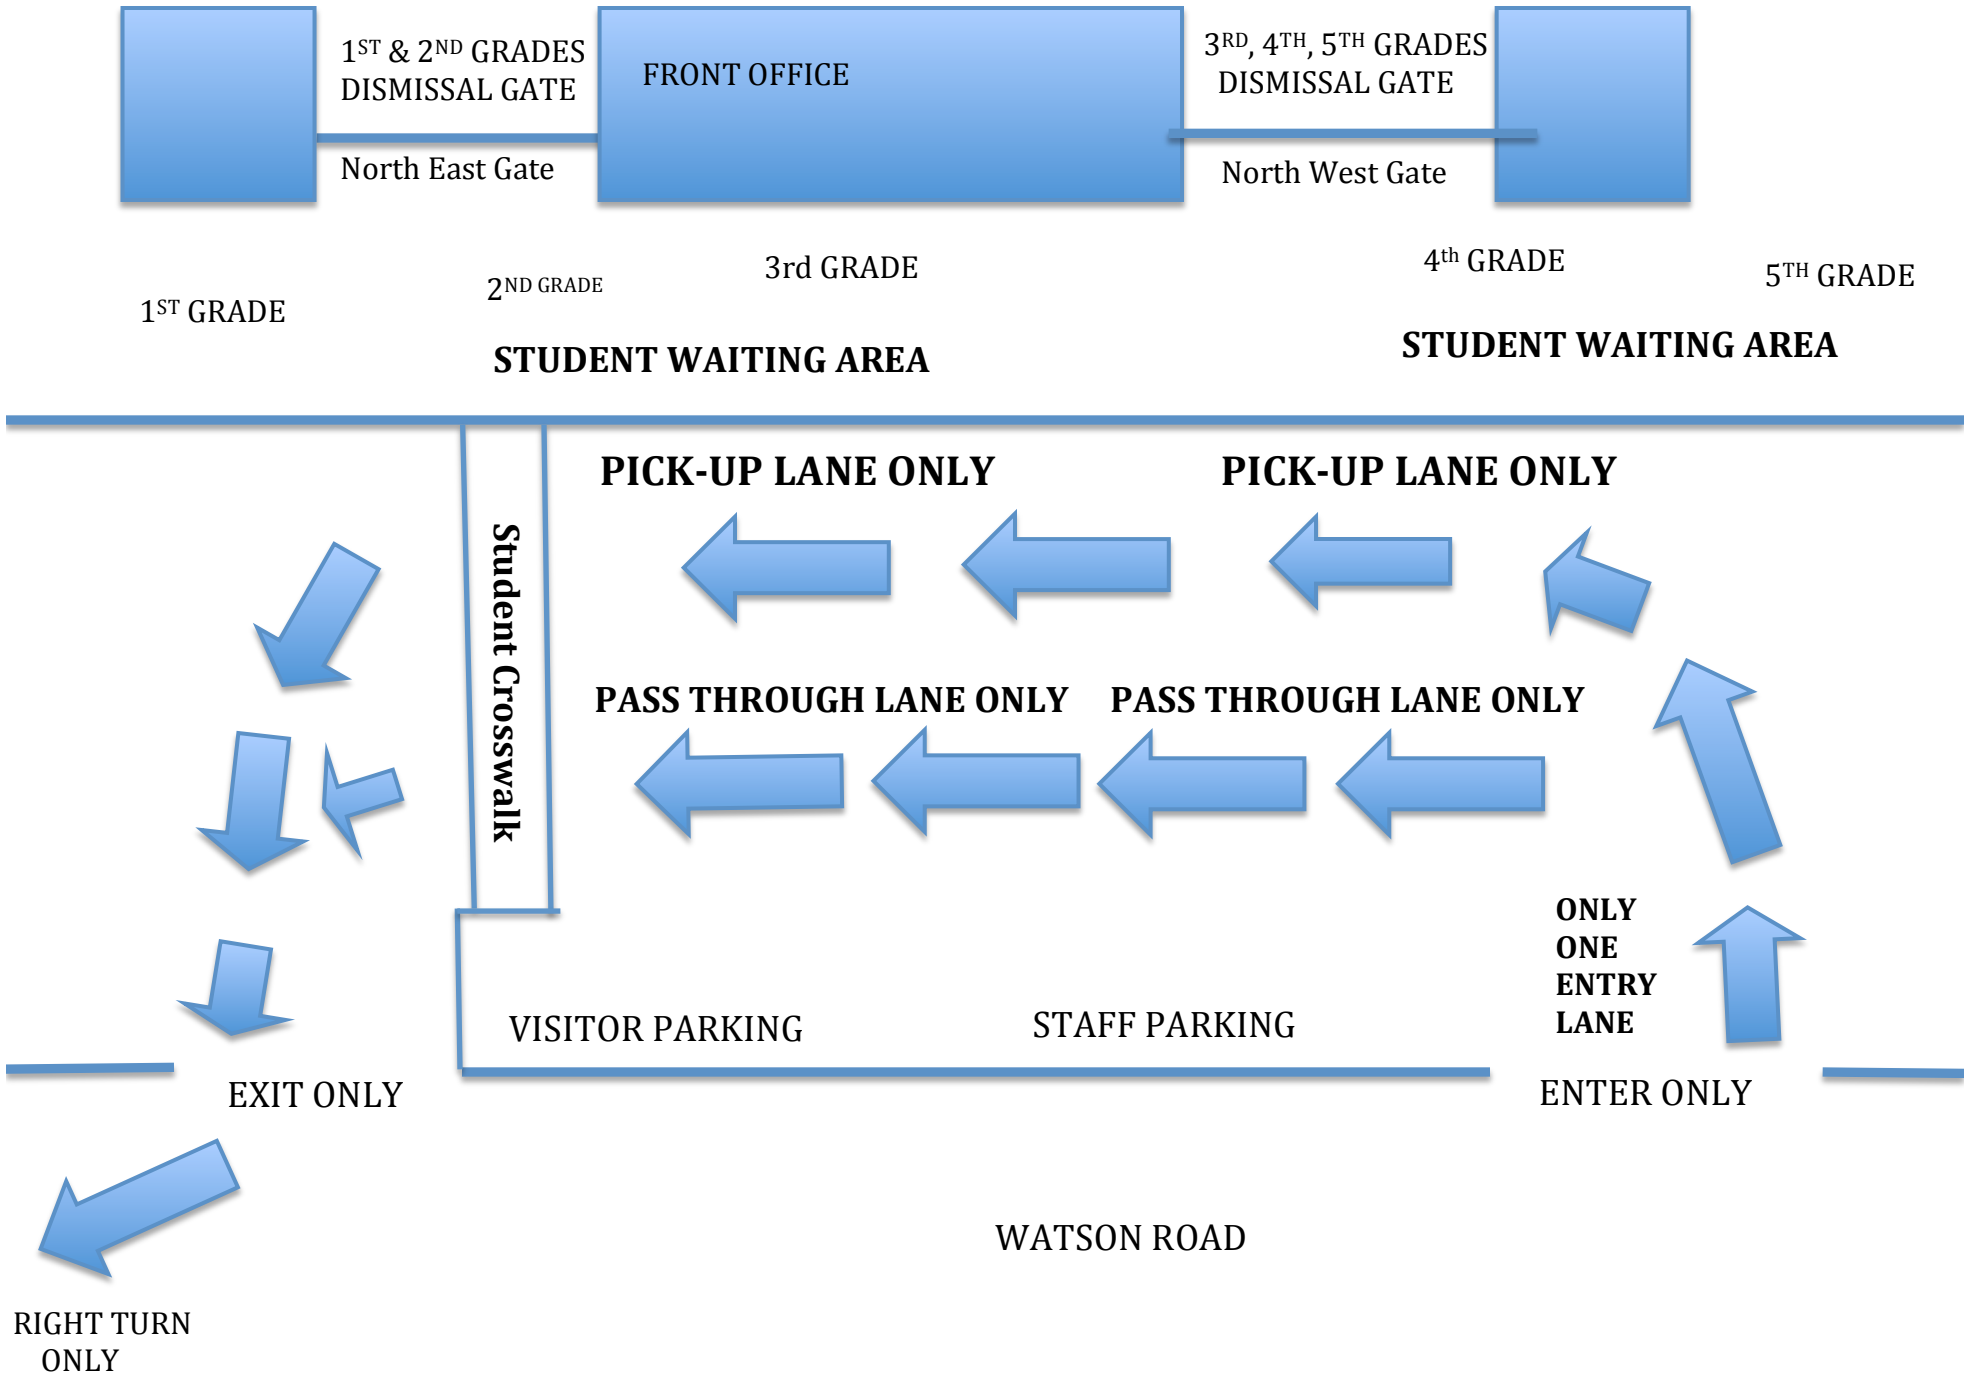 1ST & 2ND GRADES
DISMISSAL GATE
FRONT OFFICE
3RD, 4TH, 5TH GRADES
DISMISSAL GATE
North East Gate
North West Gate
1ST GRADE
2ND GRADE
3rd GRADE
4th GRADE
5TH GRADE
STUDENT WAITING AREA
STUDENT WAITING AREA
PICK-UP LANE ONLY
PICK-UP LANE ONLY
Student Crosswalk
PASS THROUGH LANE ONLY
PASS THROUGH LANE ONLY
ONLY
ONE
ENTRY
LANE
VISITOR PARKING
STAFF PARKING
EXIT ONLY
ENTER ONLY
WATSON ROAD
RIGHT TURN
ONLY